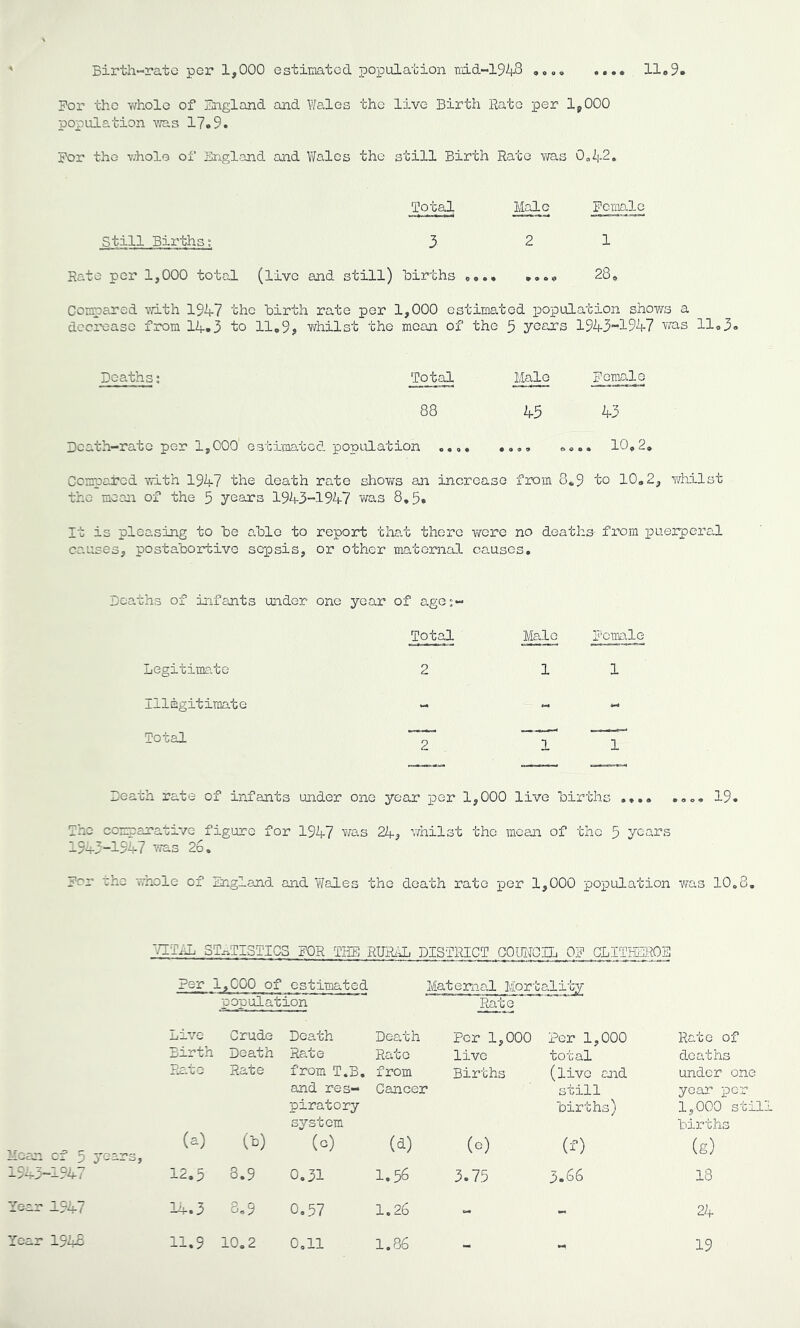 Birth-rate per 1,000 estimated population mid-1948 .... .... 11.9.
For the whole of England and Wales the live Birth Rate per 1,000
population was 17.9.
For the whole of England and Wales the still Birth Rate was 0.42.
Total Male Female
Still Births: 3 2 1
Rate per 1,000 total (live and still) births .... .... 28.
Compared with 1947 the birth rate per 1,000 estimated population shows a
decrease from 14.3 to 11.9, whilst the mean of the 5 years 1943-1947 was 11.3.
Deaths: Total Male Female
88 45 43
Death-rate per 1,000 estimated population .... .... .... 10.2.
Compared with 1947 the death rate shows an increase from 8.9 to 10.2, whilst
the mean of the 5 years 1943-1947 was 8.5.
It is pleasing to be able to report that there were no deaths from puerperal
causes, postabortive sepsis, or other maternal causes.
Deaths of infants under one year of age:-
Total Male Female
Legitimate 2 1 1
Illegitimate - - -
Total 2 1 1
Death rate of infants under one year per 1,000 live births .... .... 19.
The comparative figure for 1947 was 24, whilst the mean of the 5 years
1943-1947 was 26.
For the whole of England and Wales the death rate per 1,000 population was 10.8.
VITAL STATISTICS FOR THE RURAL DISTRICT COUNCIL OF CLITHEROE
Per 1,000 of estimated Maternal Mortality
population Rate
Live Crude Death Death Per 1,000 Per 1,000 Rate of
Birth Death Rate Rate live total deaths
Rate Rate from T.B. from Births (live and under one
and res- Cancer still year per
piratory births) 1,000 still
system births
(a) (b) (c) (d) (e) (f) (g)
Mean of 5 years,
1943-1947 12.5 8.9 0.31 1.56 3.75 3.66 18
Year 1947 14.3 8.9 0.57 1.26 - - 24
Year 1948 11.9 10.2 0.11 1.86 - - 19